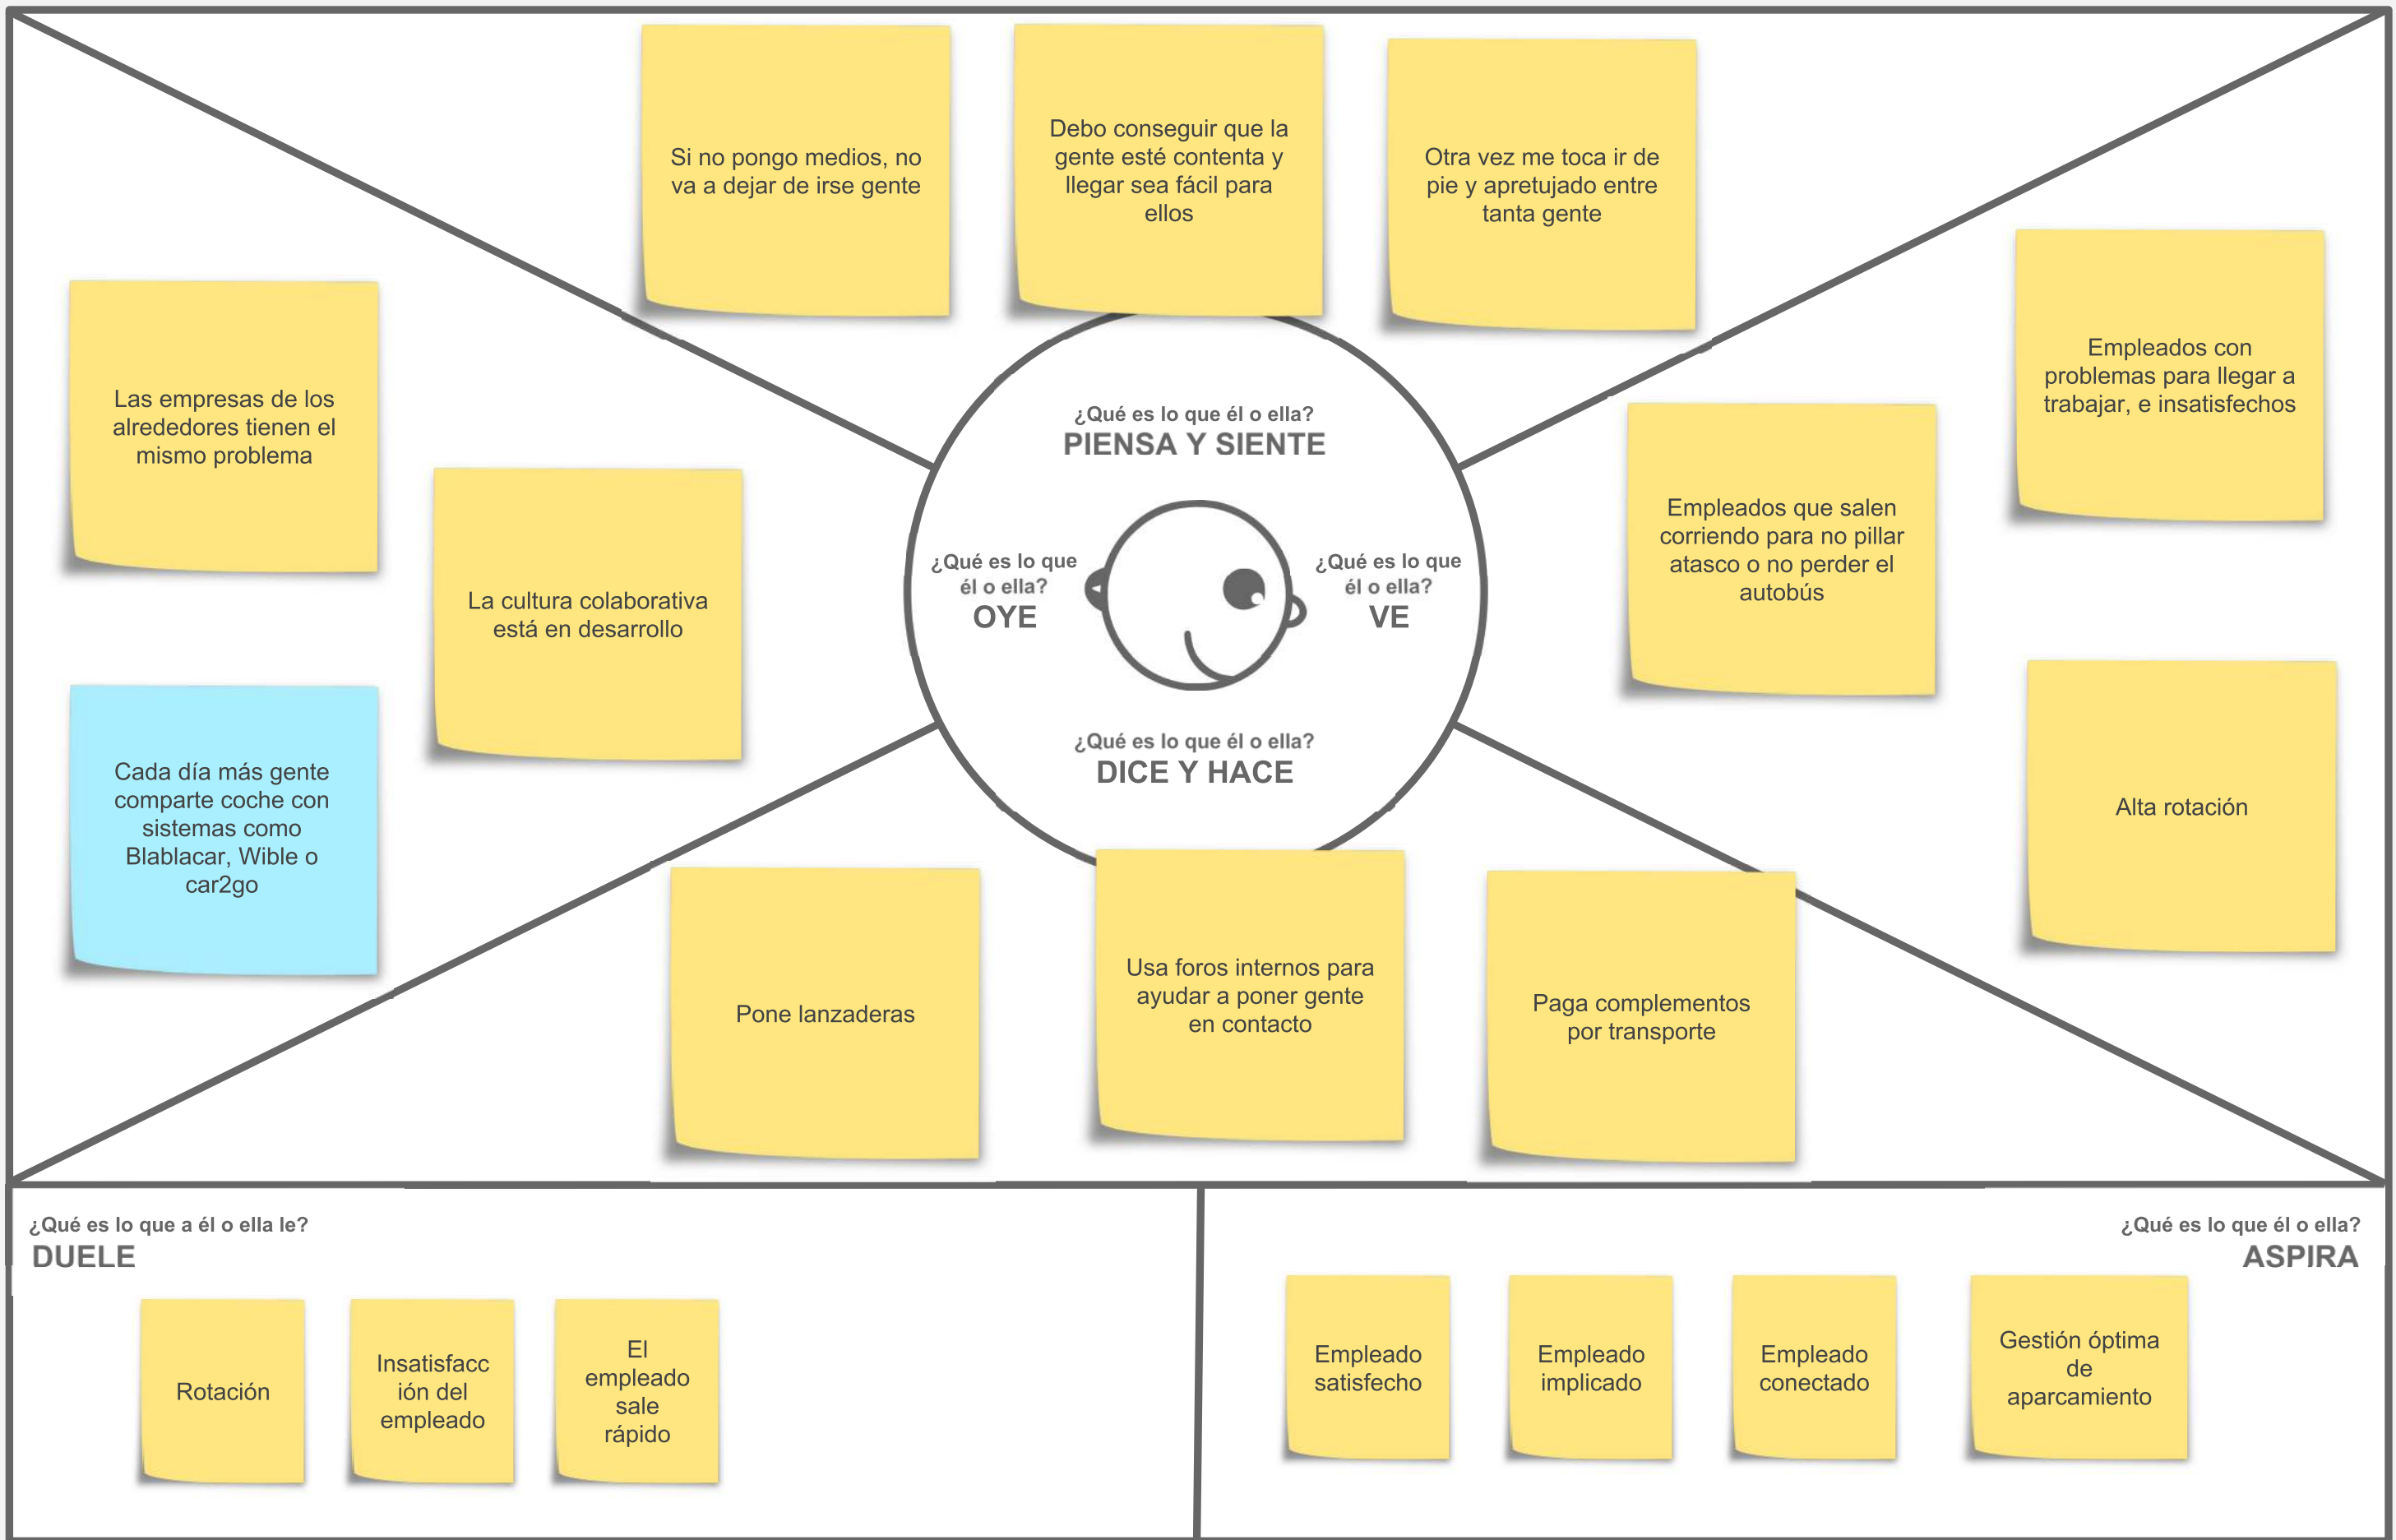 Si no pongo medios, no
va a dejar de irse gente
Debo conseguir que la
gente esté contenta y
llegar sea fácil para
ellos
Otra vez me toca ir de
pie y apretujado entre
tanta gente
Las empresas de los
alrededores tienen el
mismo problema
La cultura colaborativa
está en desarrollo
Cada día más gente
comparte coche con
sistemas como
Blablacar, Wible o
car2go
¿Qué es lo que él o ella?
PIENSA Y SIENTE
¿Qué es lo que
él o ella?
OYE
¿Qué es lo que
él o ella?
VE
¿Qué es lo que él o ella?
DICE Y HACE
Empleados con
problemas para llegar a
trabajar, e insatisfechos
Empleados que salen
corriendo para no pillar
atasco o no perder el
autobús
Alta rotación
Pone lanzaderas
Usa foros internos para
ayudar a poner gente
en contacto
Paga complementos
por transporte
¿Qué es lo que a él o ella le?
DUELE
Rotación
Insatisfacc
ión del
empleado
El
empleado
sale
rápido
¿Qué es lo que él o ella?
ASPIRA
Empleado
satisfecho
Empleado
implicado
Empleado
conectado
Gestión óptima
de
aparcamiento